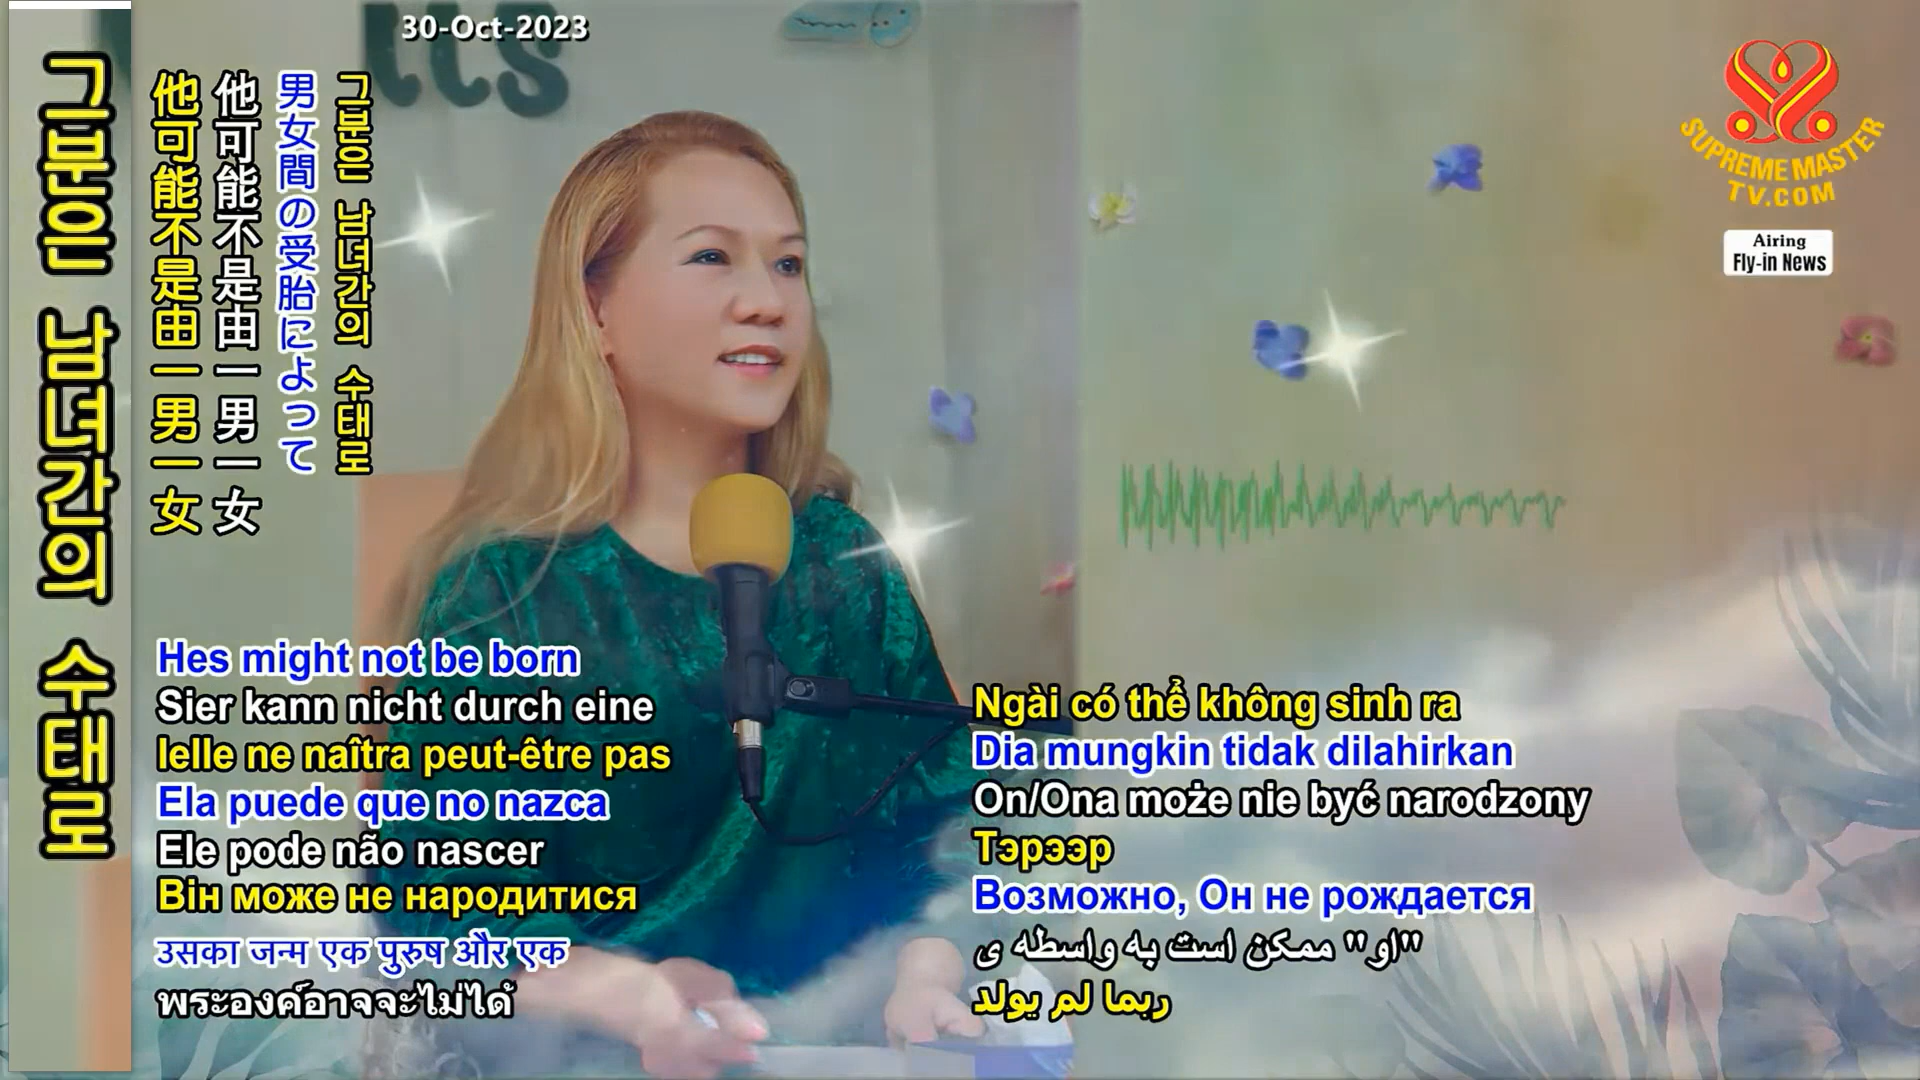 30-Oct-2023
그분은 남녀간의 수태로
他可能不是由一男一女
他可能不是由一男一女
男女間の受胎によって
그분은 남녀간의 수태로
SUPREME MASTER
TV.COM
Airing
Fly-in News
Hes might not be born
Sier kann nicht durch eine
Ielle ne naîtra peut-être pas
Ela puede que no nazca
Ele pode não nascer
Він може не народитися
उसका जन्म एक पुरुष और एक
พระองค์อาจจะไม่ได้
Ngài có thể không sinh ra
Dia mungkin tidak dilahirkan
On/Ona może nie być narodzony
Тэрээр
Возможно, Он не рождается
"او" ممکن است به واسطه ی
ربما لم يولد